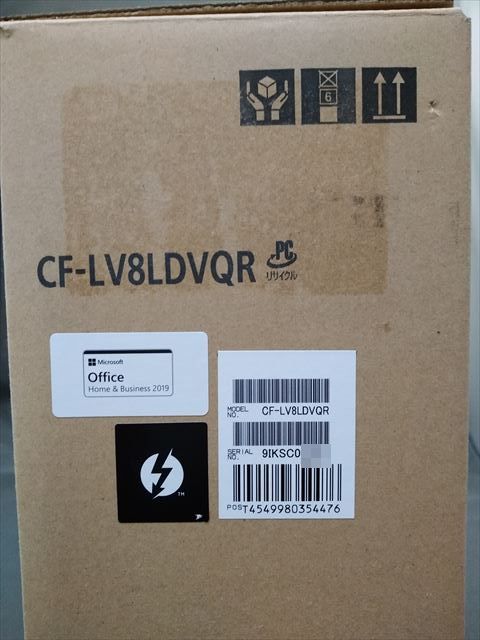 6
CF-LV8LDVQR
PC
リサイクル
Microsoft
Office
Home & Business 2019
MODEL NO. CF-LV8LDVQR
SERIAL NO. 9IKSC0
POS T4549980354476
TM